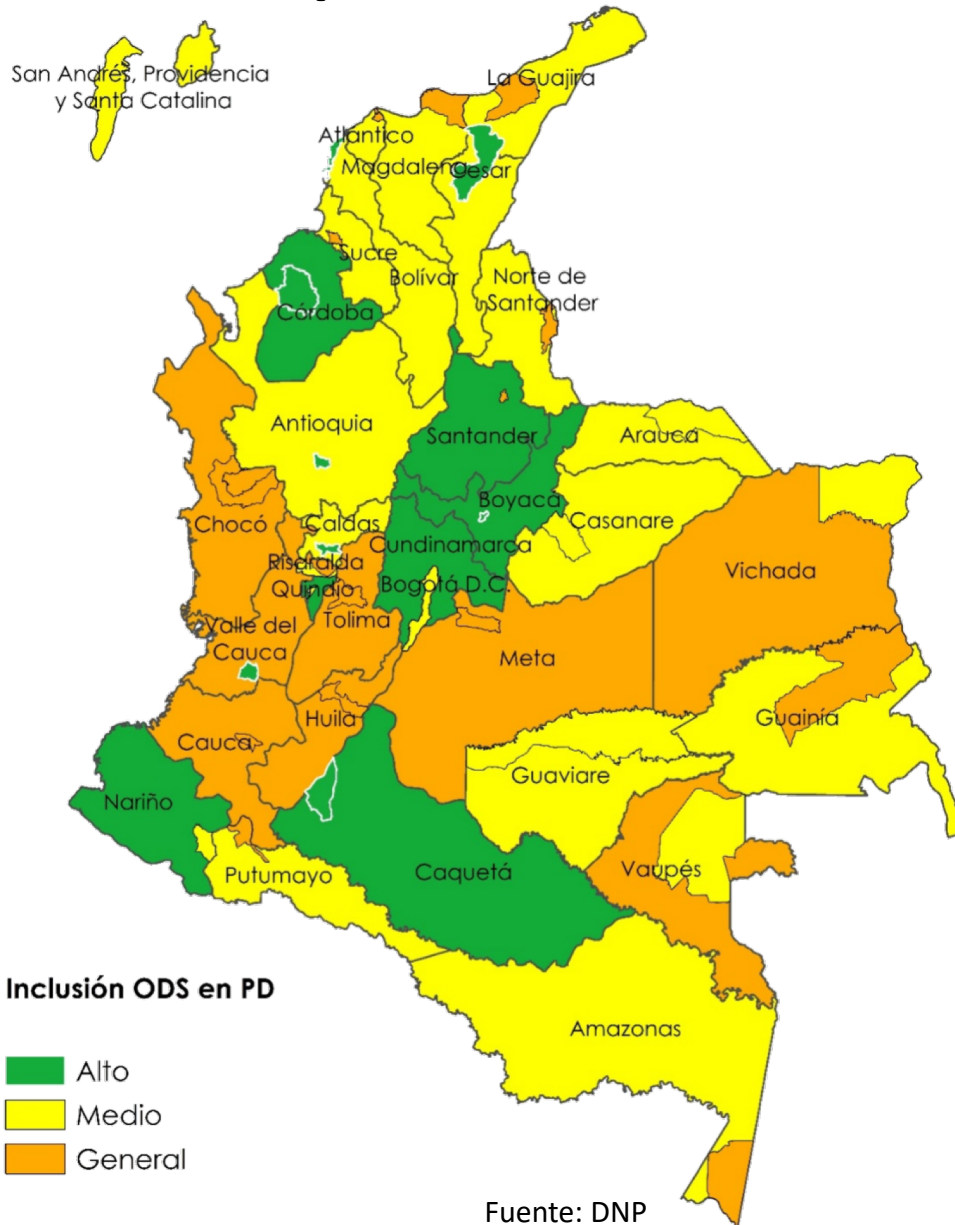 San Andrés, Providencia
y Santa Catalina
La Guajira
Atlantico
Magdalena
Cesar
Sucre
Bolívar
Norte de
Santander
Córdoba
Antioquia
Santander
Arauca
Boyacá
Chocó
Caldas
Casanare
Cundinamarca
Risaralda
Vichada
Quindío
Bogotá D.C.
Tolima
Valle del
Cauca
Meta
Huila
Guainía
Cauca
Guaviare
Nariño
Vaupés
Putumayo
Caquetá
Inclusión ODS en PD
Amazonas
Alto
Medio
General
Fuente: DNP